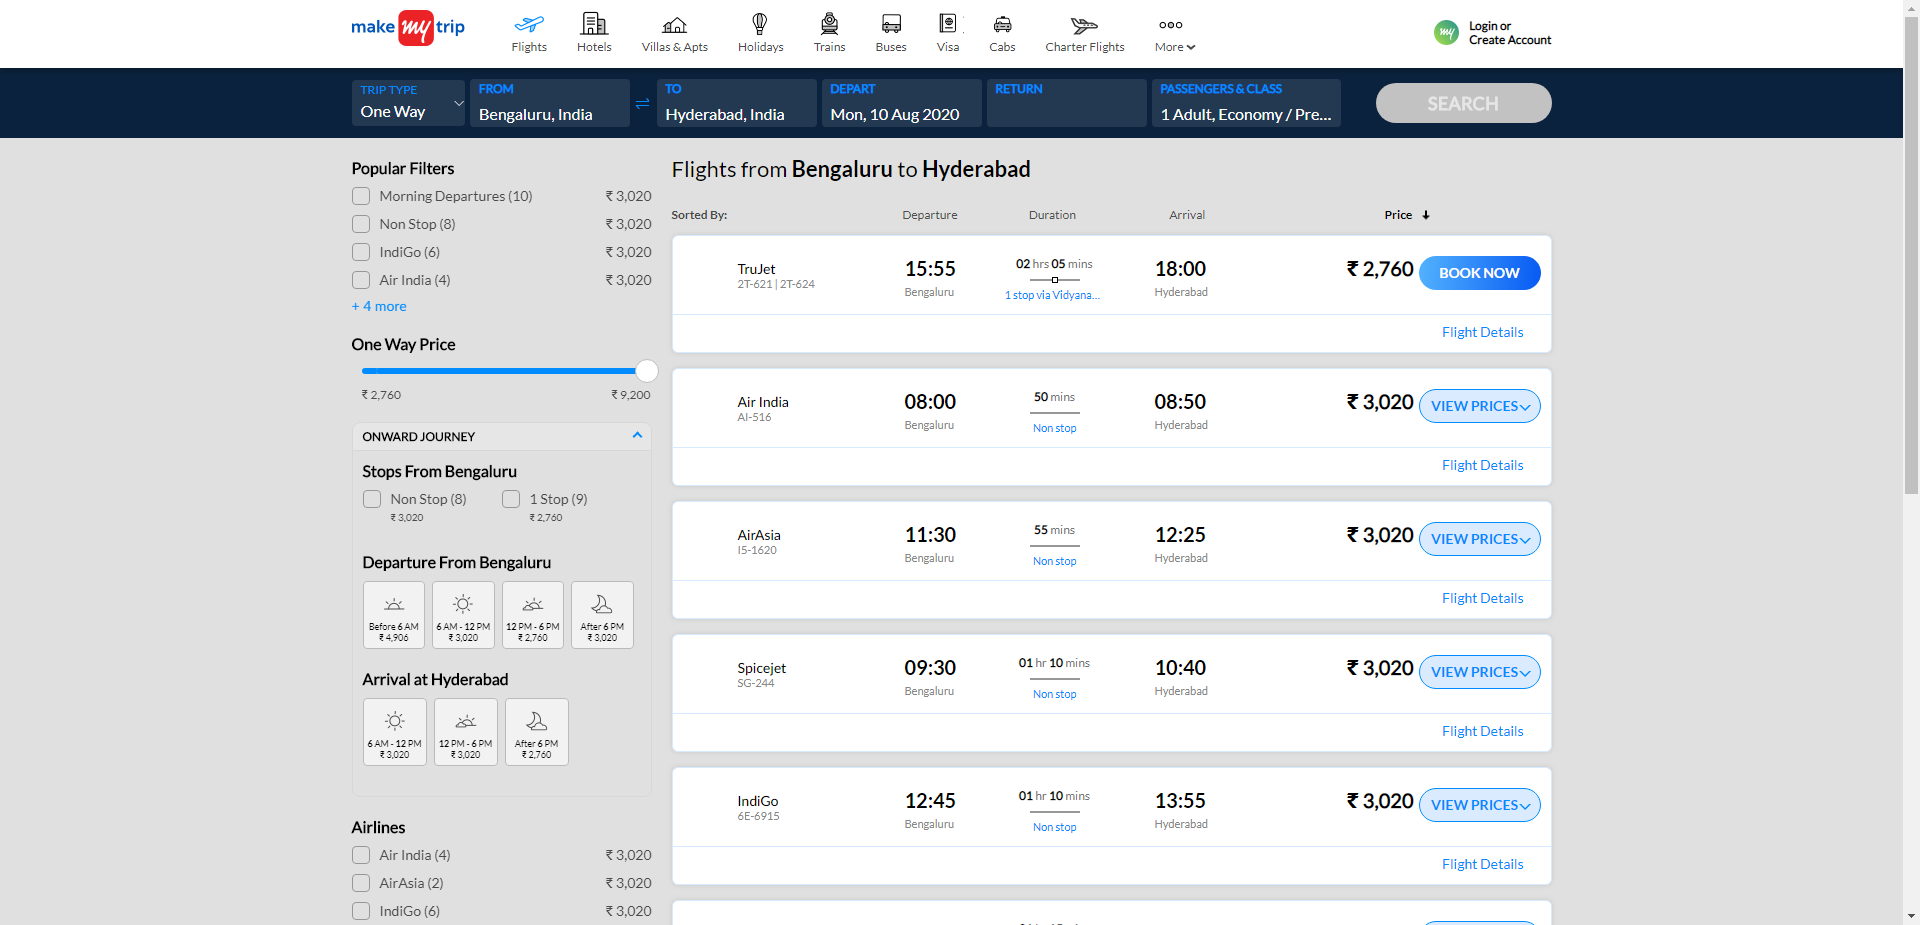 make my trip
Flights
Hotels
Villas & Apts
Holidays
Trains
Buses
Visa
Cabs
Charter Flights
More
my
Login or
Create Account
TRIP TYPE
One Way
FROM
Bengaluru, India
TO
Hyderabad, India
DEPART
Mon, 10 Aug 2020
RETURN
PASSENGERS & CLASS
1 Adult, Economy / Pre...
SEARCH
Popular Filters
Morning Departures (10) ₹ 3,020
Non Stop (8) ₹ 3,020
IndiGo (6) ₹ 3,020
Air India (4) ₹ 3,020
+ 4 more
One Way Price
₹ 2,760 ₹ 9,200
ONWARD JOURNEY
Stops From Bengaluru
Non Stop (8) 1 Stop (9)
₹ 3,020 ₹ 2,760
Departure From Bengaluru
Before 6 AM 6 AM - 12 PM 12 PM - 6 PM After 6 PM
₹ 4,906 ₹ 3,020 ₹ 2,760 ₹ 3,020
Arrival at Hyderabad
6 AM - 12 PM 12 PM - 6 PM After 6 PM
₹ 3,020 ₹ 3,020 ₹ 2,760
Airlines
Air India (4) ₹ 3,020
AirAsia (2) ₹ 3,020
IndiGo (6) ₹ 3,020
Flights from Bengaluru to Hyderabad
Sorted By: Departure Duration Arrival Price
TruJet 15:55 02 hrs 05 mins 18:00 ₹ 2,760 BOOK NOW
2T-621 | 2T-624 Bengaluru 1 stop via Vidyana... Hyderabad
Flight Details
Air India 08:00 50 mins 08:50 ₹ 3,020 VIEW PRICES
AI-516 Bengaluru Non stop Hyderabad
Flight Details
AirAsia 11:30 55 mins 12:25 ₹ 3,020 VIEW PRICES
I5-1620 Bengaluru Non stop Hyderabad
Flight Details
Spicejet 09:30 01 hr 10 mins 10:40 ₹ 3,020 VIEW PRICES
SG-244 Bengaluru Non stop Hyderabad
Flight Details
IndiGo 12:45 01 hr 10 mins 13:55 ₹ 3,020 VIEW PRICES
6E-6915 Bengaluru Non stop Hyderabad
Flight Details